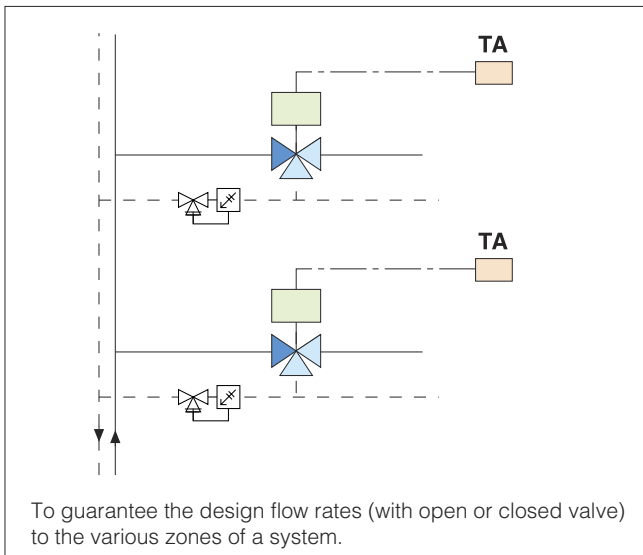 TA
TA
To guarantee the design flow rates (with open or closed valve)
to the various zones of a system.